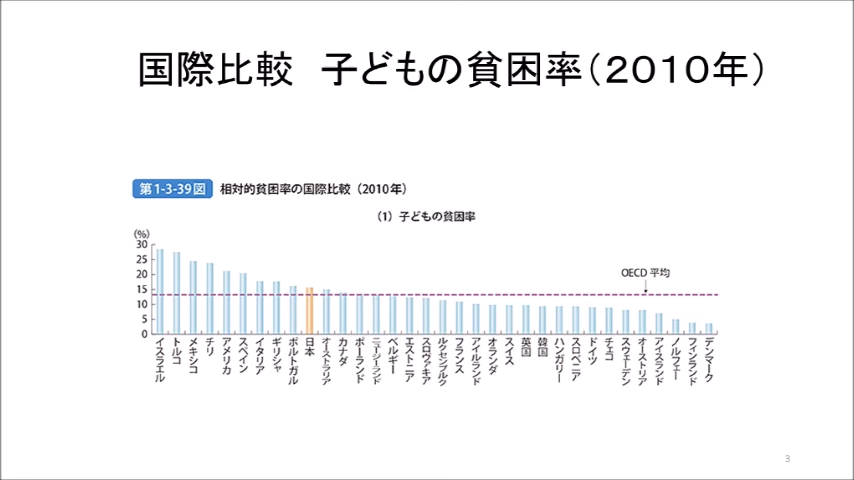 国際比較　子どもの貧困率（２０１０年）
第1-3-39図　相対的貧困率の国際比較（2010年）
（1）子どもの貧困率
(%)
30
25
20
15
10
5
0
OECD 平均
イスラエル
トルコ
メキシコ
チリ
アメリカ
スペイン
イタリア
ギリシャ
ポルトガル
日本
オーストラリア
カナダ
ポーランド
ニュージーランド
ベルギー
エストニア
スロヴァキア
ルクセンブルク
フランス
アイルランド
オランダ
スイス
英国
韓国
ハンガリー
スロベニア
ドイツ
チェコ
スウェーデン
オーストリア
アイスランド
ノルウェー
フィンランド
デンマーク
3